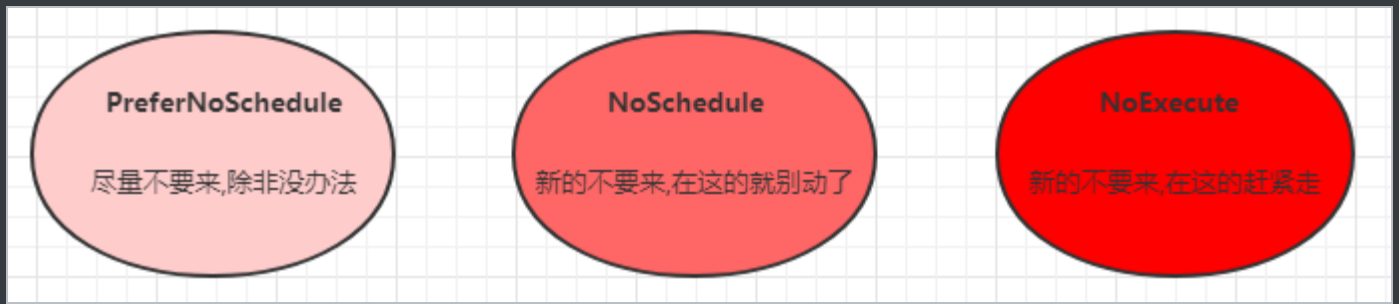 PreferNoSchedule
尽量不要来,除非没办法
NoSchedule
新的不要来,在这的就别动了
NoExecute
新的不要来,在这的赶紧走